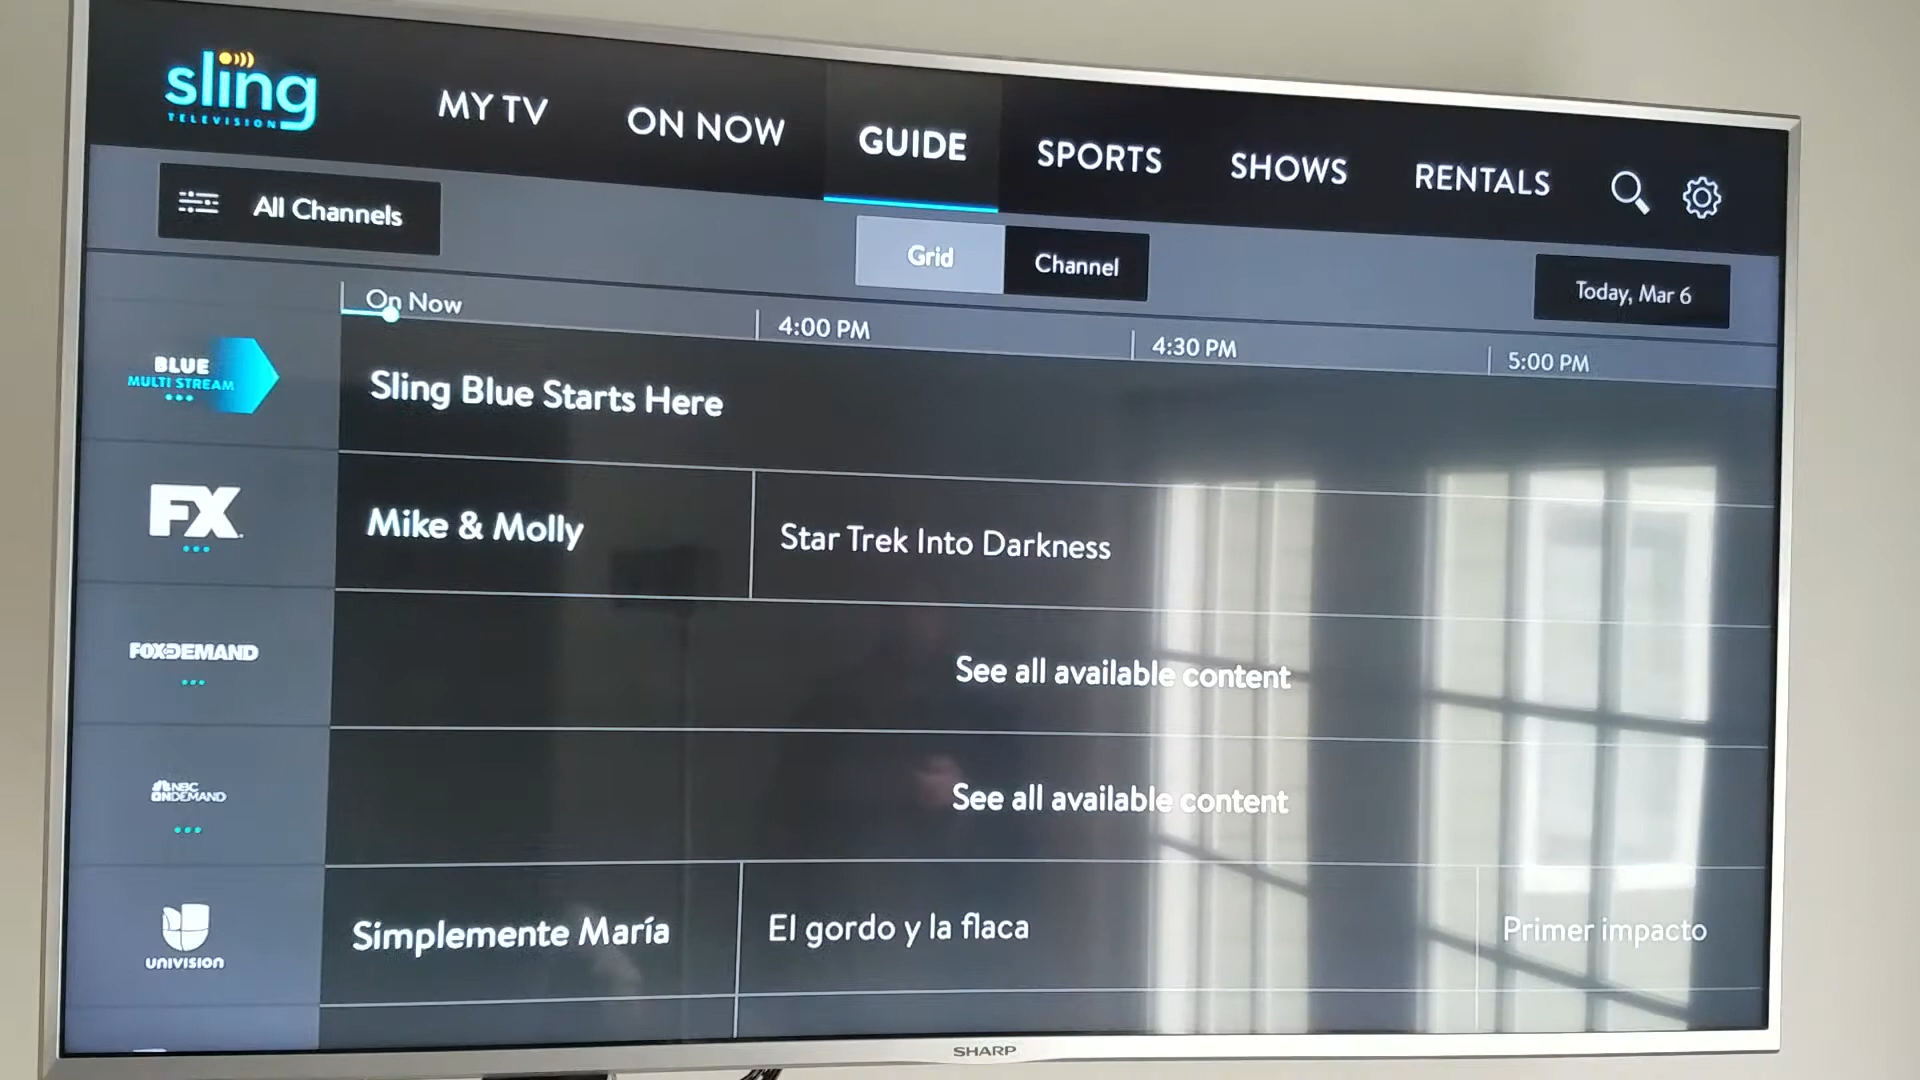 sling
TELEVISION
MY TV
ON NOW
GUIDE
SPORTS
SHOWS
RENTALS
All Channels
Grid
Channel
Today, Mar 6
On Now
4:00 PM
4:30 PM
5:00 PM
BLUE
MULTI STREAM
Sling Blue Starts Here
FX
Mike & Molly
Star Trek Into Darkness
FOX DEMAND
See all available content
NBC
ONDEMAND
See all available content
UNIVISION
Simplemente María
El gordo y la flaca
Primer impacto
SHARP